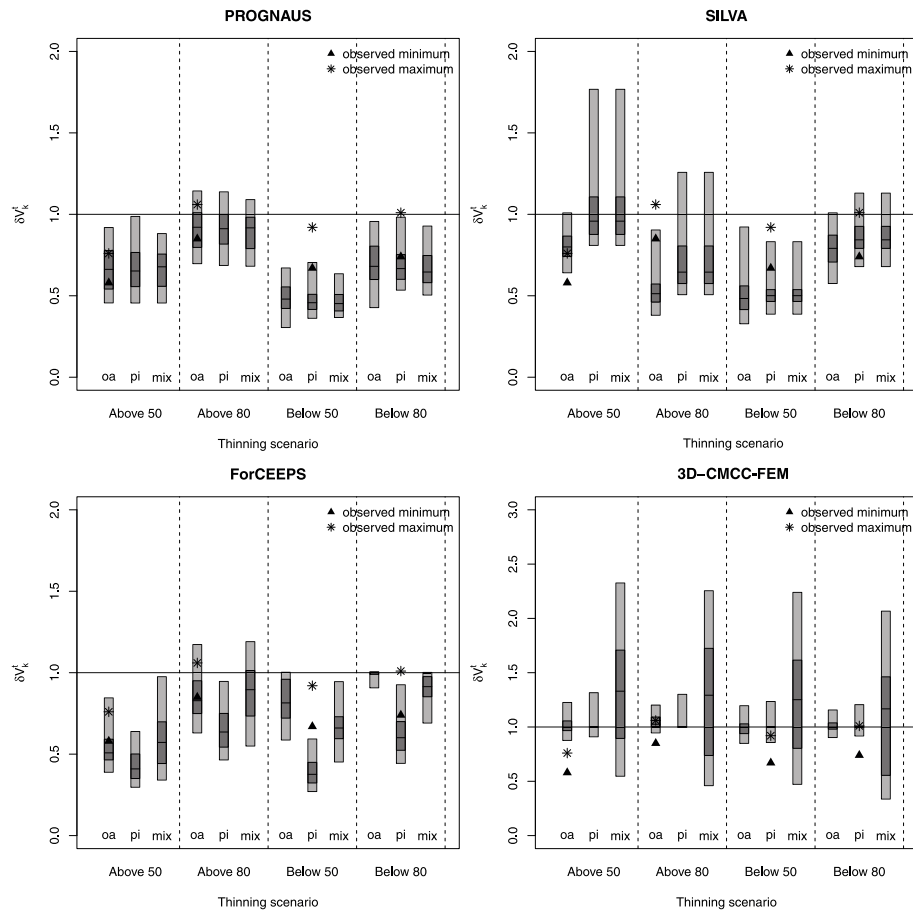 PROGNAUS
▲ observed minimum
✳ observed maximum
2.0
1.5
1.0
0.5
0.0
δV_k^t
oa pi mix oa pi mix oa pi mix oa pi mix
Above 50 Above 80 Below 50 Below 80
Thinning scenario
SILVA
▲ observed minimum
✳ observed maximum
2.0
1.5
1.0
0.5
0.0
δV_k^t
oa pi mix oa pi mix oa pi mix oa pi mix
Above 50 Above 80 Below 50 Below 80
Thinning scenario
ForCEEPS
▲ observed minimum
✳ observed maximum
2.0
1.5
1.0
0.5
0.0
δV_k^t
oa pi mix oa pi mix oa pi mix oa pi mix
Above 50 Above 80 Below 50 Below 80
Thinning scenario
3D−CMCC−FEM
▲ observed minimum
✳ observed maximum
3.0
2.5
2.0
1.5
1.0
0.5
0.0
δV_k^t
oa pi mix oa pi mix oa pi mix oa pi mix
Above 50 Above 80 Below 50 Below 80
Thinning scenario